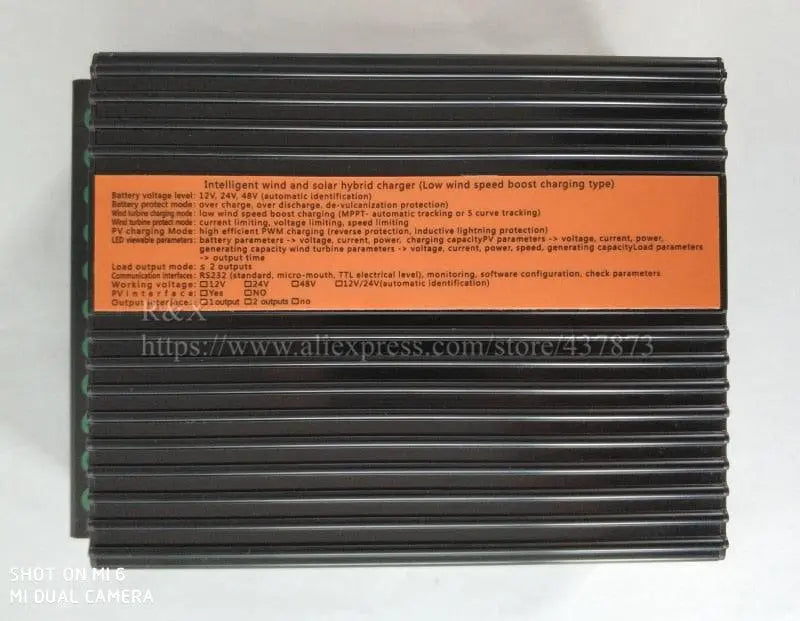 Intelligent wind and solar hybrid charger (Low wind speed boost charging type)
Battery voltage level: 12V, 24V, 48V (automatic identification)
Battery protect mode: over charge, over discharge, de-vulcanization protection)
Wind turbine charging mode: low wind speed boost charging (MPPT- automatic tracking or S curve tracking)
Wind turbine protect mode: current limiting, voltage limiting, speed limiting
PV charging Mode: high efficient PWM charging (reverse protection, Inductive lightning protection)
LED viewable parameters: battery parameters -> voltage, current, power, charging capacityPV parameters -> voltage, current, power,
generating capacity wind turbine parameters -> voltage, current, power, speed, generating capacityLoad parameters
-> output time
Load output mode: ≤ 2 outputs
Communication interfaces: RS232 (standard, micro-mouth, TTL electrical level), monitoring, software configuration, check parameters
Working voltage: □12V □24V □48V □12V/24V(automatic identification)
PV interface: □Yes □NO
Output interface: □1 output □2 outputs □no
R&X
https://www.aliexpress.com/store/437873
SHOT ON MI 6
MI DUAL CAMERA